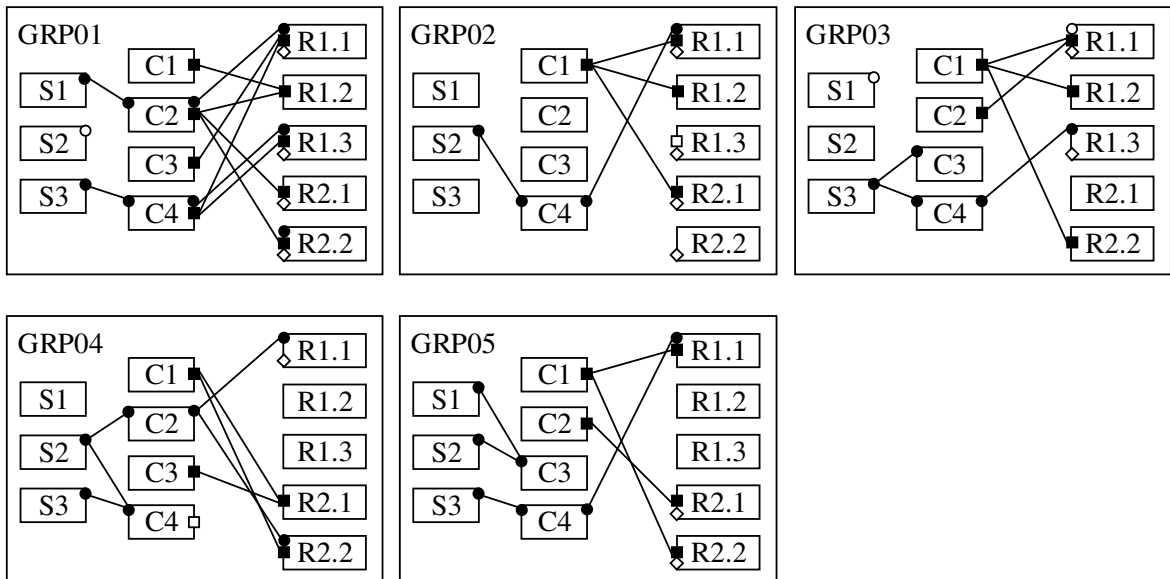 GRP01
C1
R1.1
S1
C2
R1.2
S2
C3
R1.3
S3
C4
R2.1
R2.2
GRP02
C1
R1.1
S1
C2
R1.2
S2
C3
R1.3
S3
C4
R2.1
R2.2
GRP03
C1
R1.1
S1
C2
R1.2
S2
C3
R1.3
S3
C4
R2.1
R2.2
GRP04
C1
R1.1
S1
C2
R1.2
S2
C3
R1.3
S3
C4
R2.1
R2.2
GRP05
C1
R1.1
S1
C2
R1.2
S2
C3
R1.3
S3
C4
R2.1
R2.2